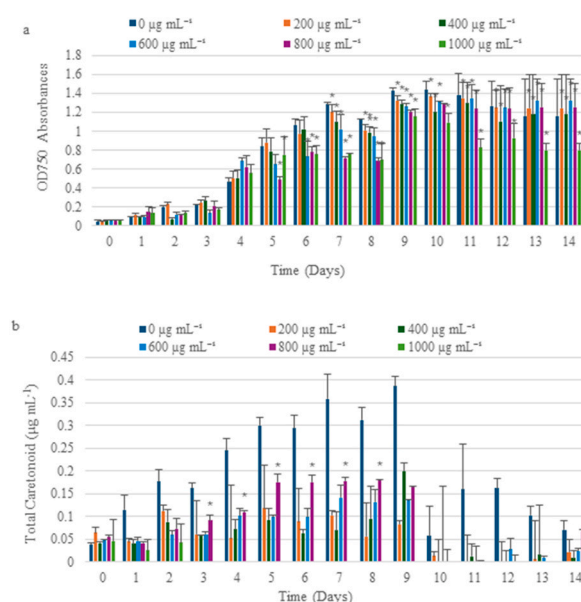 a
0 µg mL⁻¹ 200 µg mL⁻¹ 400 µg mL⁻¹
600 µg mL⁻¹ 800 µg mL⁻¹ 1000 µg mL⁻¹
OD750 Absorbances
1.8
1.6
1.4
1.2
1
0.8
0.6
0.4
0.2
0
0 1 2 3 4 5 6 7 8 9 10 11 12 13 14
Time (Days)
b
0 µg mL⁻¹ 200 µg mL⁻¹ 400 µg mL⁻¹
600 µg mL⁻¹ 800 µg mL⁻¹ 1000 µg mL⁻¹
Total Caretonoid (µg mL⁻¹)
0.45
0.4
0.35
0.3
0.25
0.2
0.15
0.1
0.05
0
0 1 2 3 4 5 6 7 8 9 10 11 12 13 14
Time (Days)